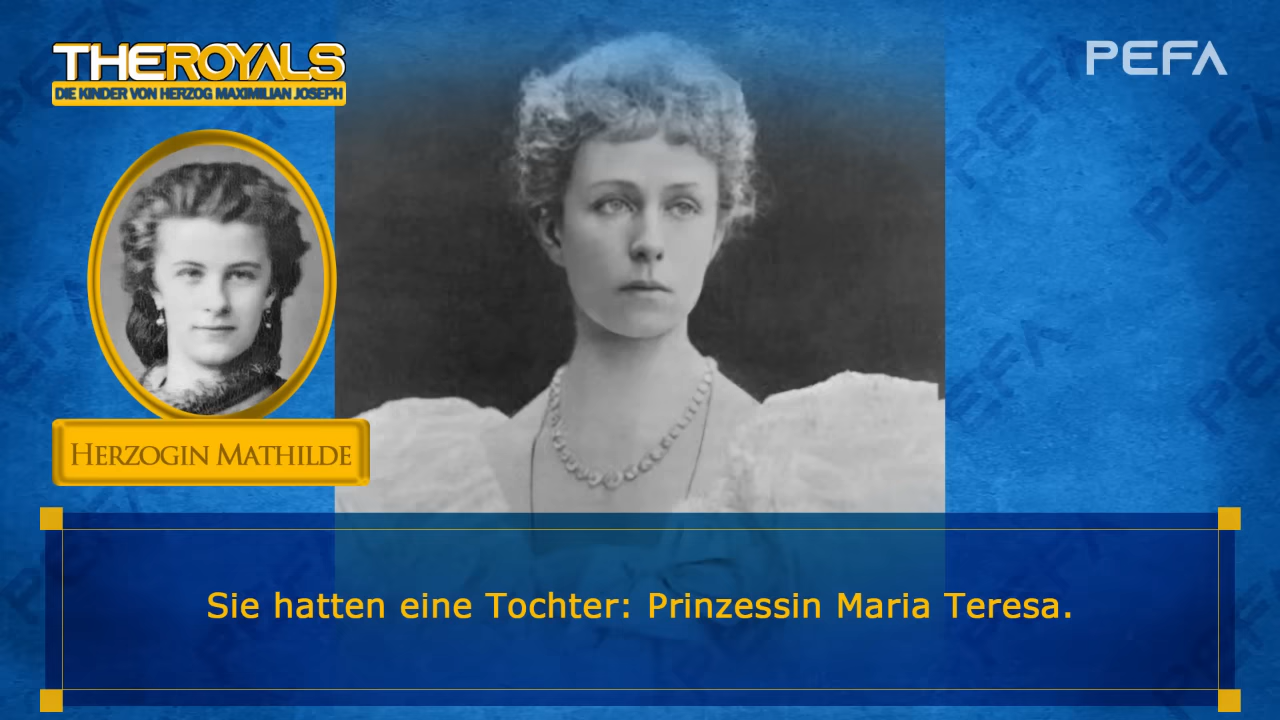 THEROYALS
DIE KINDER VON HERZOG MAXIMILIAN JOSEPH
PEFA
HERZOGIN MATHILDE
Sie hatten eine Tochter: Prinzessin Maria Teresa.